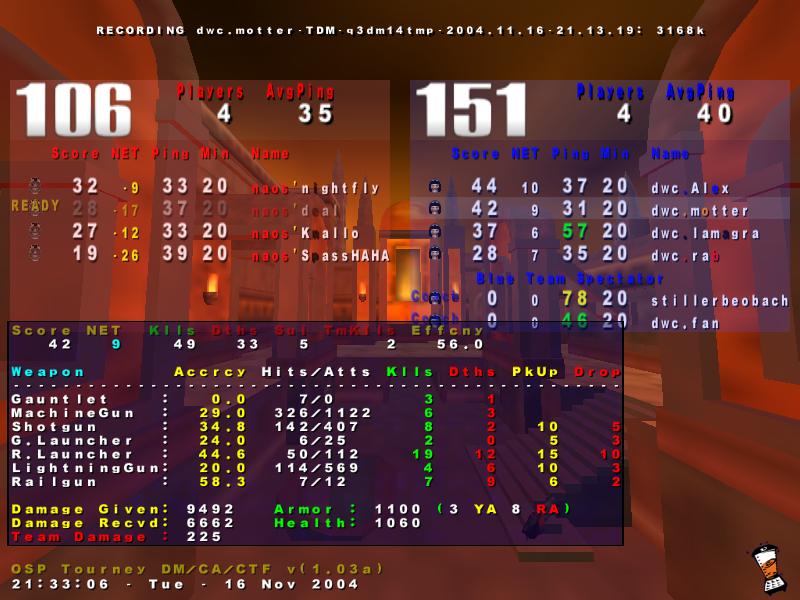 RECORDING dwc.motter-TDM-q3dm14tmp-2004.11.16-21.13.19: 3168k
106 Players AvgPing
4 35
Score NET Ping Min Name
32 -9 33 20 naos'nightfly
READY 28 -17 37 20 naos'deal
27 -12 33 20 naos'Kallo
19 -26 39 20 naos'SpassHAHA
151 Players AvgPing
4 40
Score NET Ping Min Name
44 10 37 20 dwc.Alex
42 9 31 20 dwc.motter
37 6 57 20 dwc.lamagra
28 7 35 20 dwc.rab
Blue Team Spectator
Coach 0 0 78 20 stillerbeobach
Coach 0 0 46 20 dwc.fan
Score NET Klls Dths Sui TmKlls Effcny
42 9 49 33 5 2 56.0
Weapon Accrcy Hits/Atts Klls Dths PkUp Drop
Gauntlet : 0.0 7/0 3 1
MachineGun : 29.0 326/1122 6 3
Shotgun : 34.8 142/407 8 2 10 5
G.Launcher : 24.0 6/25 2 0 5 3
R.Launcher : 44.6 50/112 19 12 15 10
LightningGun: 20.0 114/569 4 6 10 3
Railgun : 58.3 7/12 7 9 6 2
Damage Given: 9492 Armor : 1100 (3 YA 8 RA)
Damage Recvd: 6662 Health: 1060
Team Damage : 225
OSP Tourney DM/CA/CTF v(1.03a)
21:33:06 - Tue - 16 Nov 2004